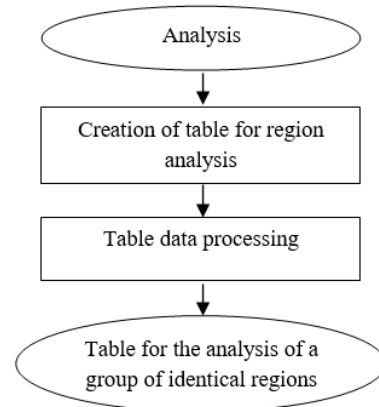 Analysis
Creation of table for region
analysis
Table data processing
Table for the analysis of a
group of identical regions